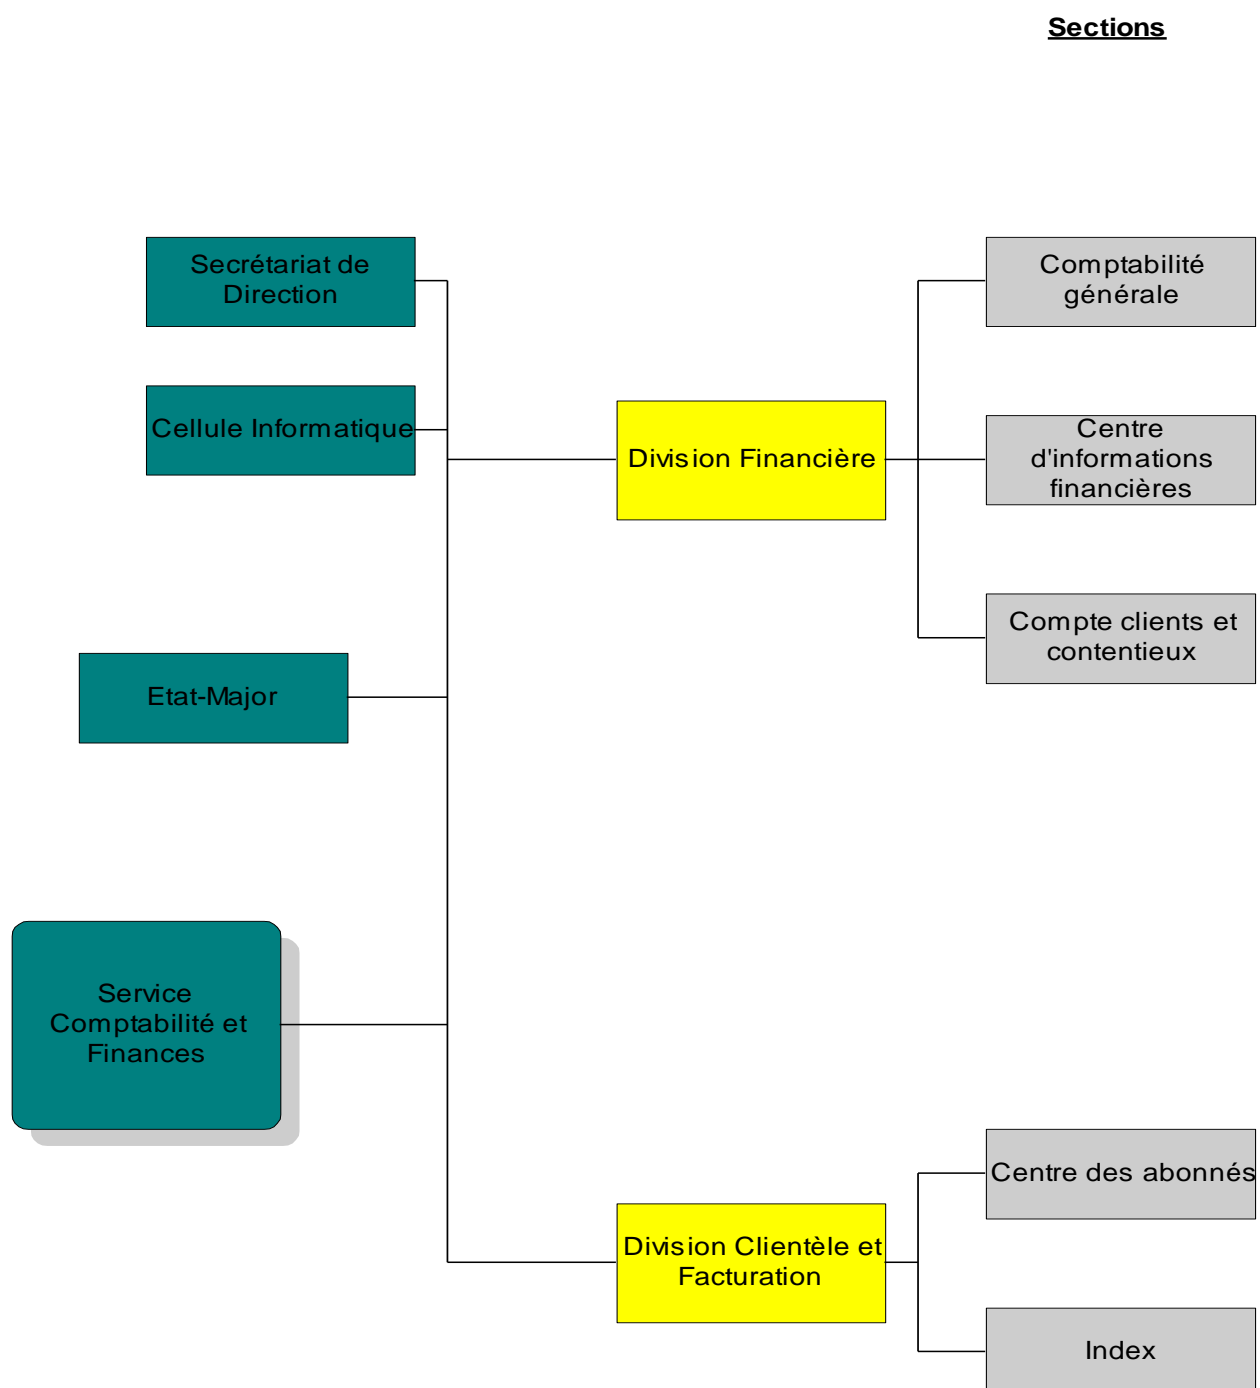 Sections
Secrétariat de
Direction
Comptabilité
générale
Cellule Informatique
Division Financière
Centre
d'informations
financières
Compte clients et
contentieux
Etat-Major
Service
Comptabilité et
Finances
Centre des abonnés
Division Clientèle et
Facturation
Index